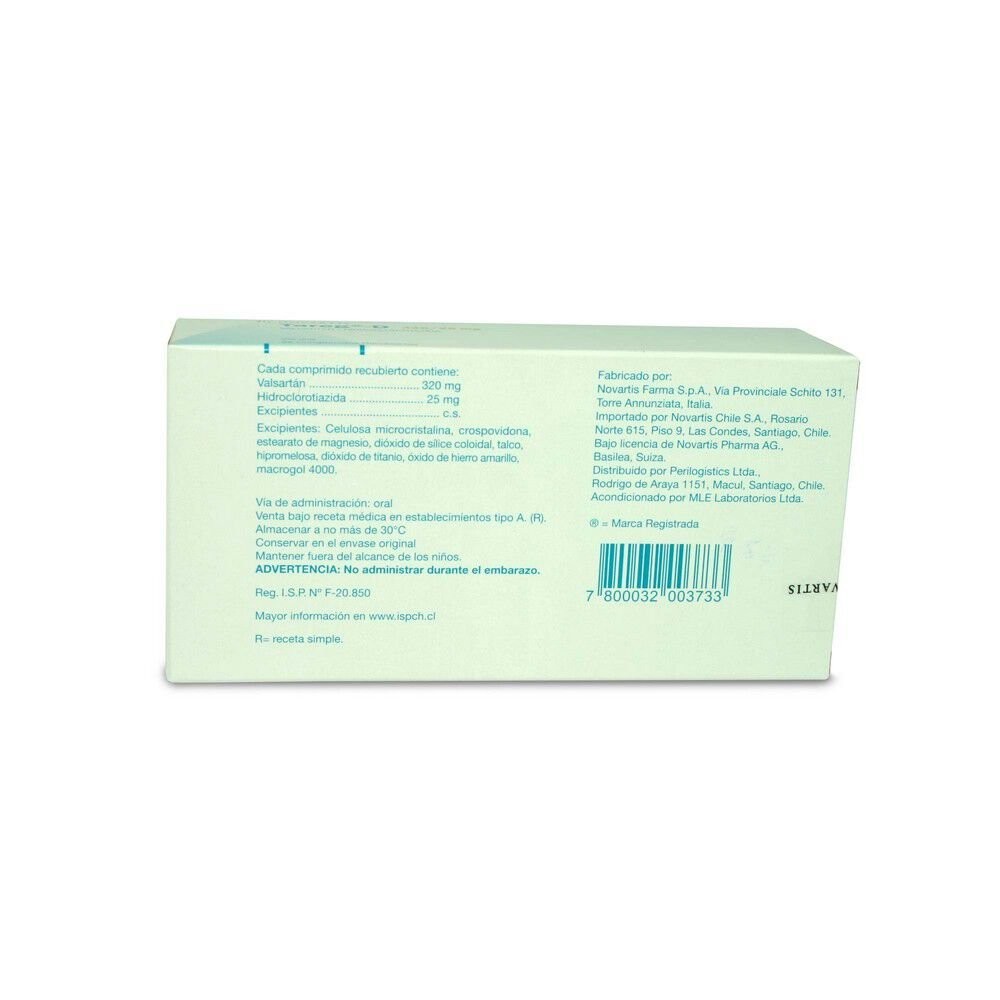 Tareg® - D
Cada comprimido recubierto contiene:
Valsartán .................................. 320 mg
Hidroclorotiazida ......................... 25 mg
Excipientes ..................................... c.s.
Excipientes: Celulosa microcristalina, crospovidona,
estearato de magnesio, dióxido de sílice coloidal, talco,
hipromelosa, dióxido de titanio, óxido de hierro amarillo,
macrogol 4000.
Vía de administración: oral
Venta bajo receta médica en establecimientos tipo A. (R).
Almacenar a no más de 30°C
Conservar en el envase original
Mantener fuera del alcance de los niños.
ADVERTENCIA: No administrar durante el embarazo.
Reg. I.S.P. Nº F-20.850
Mayor información en www.ispch.cl
R= receta simple.
Fabricado por:
Novartis Farma S.p.A., Vía Provinciale Schito 131,
Torre Annunziata, Italia.
Importado por Novartis Chile S.A., Rosario
Norte 615, Piso 9, Las Condes, Santiago, Chile.
Bajo licencia de Novartis Pharma AG.,
Basilea, Suiza.
Distribuido por Perilogistics Ltda.,
Rodrigo de Araya 1151, Macul, Santiago, Chile.
Acondicionado por MLE Laboratorios Ltda.
® = Marca Registrada
7 800032 003733
VARTIS